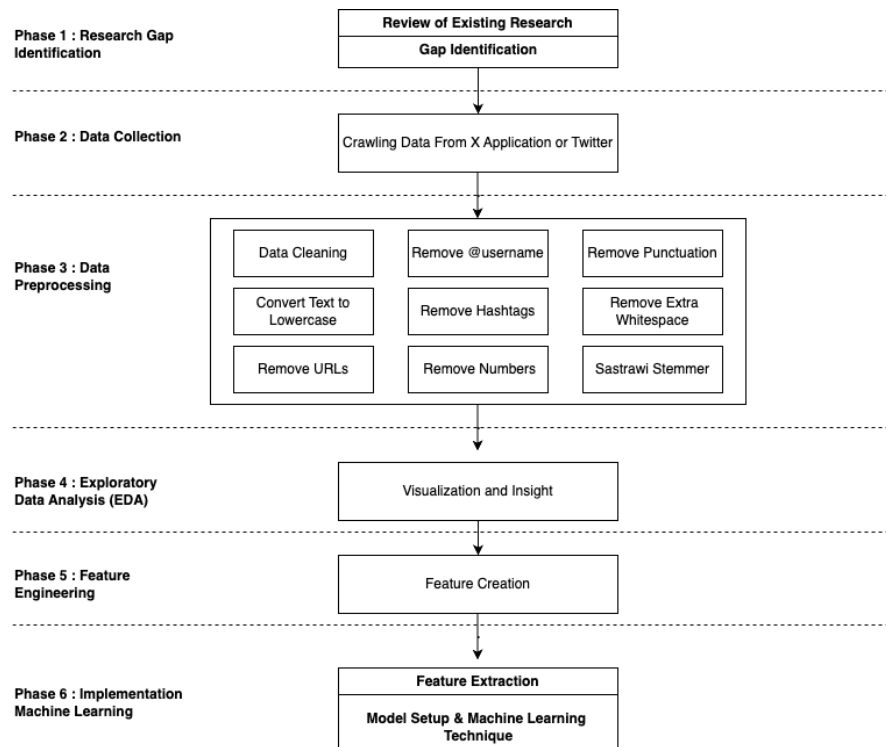 Phase 1 : Research Gap
Identification
Review of Existing Research
Gap Identification
Phase 2 : Data Collection
Crawling Data From X Application or Twitter
Phase 3 : Data
Preprocessing
Data Cleaning
Remove @username
Remove Punctuation
Convert Text to
Lowercase
Remove Hashtags
Remove Extra
Whitespace
Remove URLs
Remove Numbers
Sastrawi Stemmer
Phase 4 : Exploratory
Data Analysis (EDA)
Visualization and Insight
Phase 5 : Feature
Engineering
Feature Creation
Phase 6 : Implementation
Machine Learning
Feature Extraction
Model Setup & Machine Learning
Technique